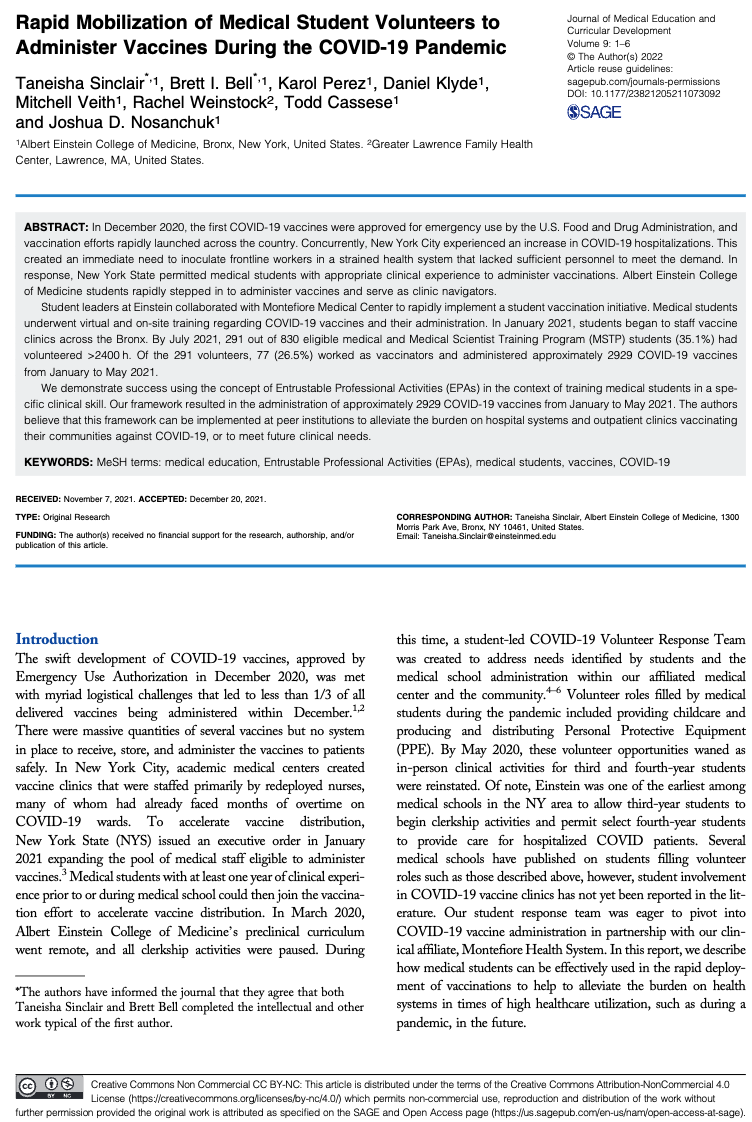 Rapid Mobilization of Medical Student Volunteers to
Administer Vaccines During the COVID-19 Pandemic
Journal of Medical Education and
Curricular Development
Volume 9: 1–6
© The Author(s) 2022
Article reuse guidelines:
sagepub.com/journals-permissions
DOI: 10.1177/23821205211073092
SAGE
Taneisha Sinclair*,1, Brett I. Bell*,1, Karol Perez1, Daniel Klyde1,
Mitchell Veith1, Rachel Weinstock2, Todd Cassese1
and Joshua D. Nosanchuk1
1Albert Einstein College of Medicine, Bronx, New York, United States. 2Greater Lawrence Family Health
Center, Lawrence, MA, United States.
ABSTRACT: In December 2020, the first COVID-19 vaccines were approved for emergency use by the U.S. Food and Drug Administration, and
vaccination efforts rapidly launched across the country. Concurrently, New York City experienced an increase in COVID-19 hospitalizations. This
created an immediate need to inoculate frontline workers in a strained health system that lacked sufficient personnel to meet the demand. In
response, New York State permitted medical students with appropriate clinical experience to administer vaccinations. Albert Einstein College
of Medicine students rapidly stepped in to administer vaccines and serve as clinic navigators.
Student leaders at Einstein collaborated with Montefiore Medical Center to rapidly implement a student vaccination initiative. Medical students
underwent virtual and on-site training regarding COVID-19 vaccines and their administration. In January 2021, students began to staff vaccine
clinics across the Bronx. By July 2021, 291 out of 830 eligible medical and Medical Scientist Training Program (MSTP) students (35.1%) had
volunteered >2400 h. Of the 291 volunteers, 77 (26.5%) worked as vaccinators and administered approximately 2929 COVID-19 vaccines
from January to May 2021.
We demonstrate success using the concept of Entrustable Professional Activities (EPAs) in the context of training medical students in a spe-
cific clinical skill. Our framework resulted in the administration of approximately 2929 COVID-19 vaccines from January to May 2021. The authors
believe that this framework can be implemented at peer institutions to alleviate the burden on hospital systems and outpatient clinics vaccinating
their communities against COVID-19, or to meet future clinical needs.
KEYWORDS: MeSH terms: medical education, Entrustable Professional Activities (EPAs), medical students, vaccines, COVID-19
RECEIVED: November 7, 2021. ACCEPTED: December 20, 2021.
TYPE: Original Research
FUNDING: The author(s) received no financial support for the research, authorship, and/or
publication of this article.
CORRESPONDING AUTHOR: Taneisha Sinclair, Albert Einstein College of Medicine, 1300
Morris Park Ave, Bronx, NY 10461, United States.
Email: Taneisha.Sinclair@einsteinmed.edu
Introduction
The swift development of COVID-19 vaccines, approved by
Emergency Use Authorization in December 2020, was met
with myriad logistical challenges that led to less than 1/3 of all
delivered vaccines being administered within December.1,2
There were massive quantities of several vaccines but no system
in place to receive, store, and administer the vaccines to patients
safely. In New York City, academic medical centers created
vaccine clinics that were staffed primarily by redeployed nurses,
many of whom had already faced months of overtime on
COVID-19 wards. To accelerate vaccine distribution,
New York State (NYS) issued an executive order in January
2021 expanding the pool of medical staff eligible to administer
vaccines.3 Medical students with at least one year of clinical experi-
ence prior to or during medical school could then join the vaccina-
tion effort to accelerate vaccine distribution. In March 2020,
Albert Einstein College of Medicine's preclinical curriculum
went remote, and all clerkship activities were paused. During
*The authors have informed the journal that they agree that both
Taneisha Sinclair and Brett Bell completed the intellectual and other
work typical of the first author.
this time, a student-led COVID-19 Volunteer Response Team
was created to address needs identified by students and the
medical school administration within our affiliated medical
center and the community.4–6 Volunteer roles filled by medical
students during the pandemic included providing childcare and
producing and distributing Personal Protective Equipment
(PPE). By May 2020, these volunteer opportunities waned as
in-person clinical activities for third and fourth-year students
were reinstated. Of note, Einstein was one of the earliest among
medical schools in the NY area to allow third-year students to
begin clerkship activities and permit select fourth-year students
to provide care for hospitalized COVID patients. Several
medical schools have published on students filling volunteer
roles such as those described above, however, student involvement
in COVID-19 vaccine clinics has not yet been reported in the lit-
erature. Our student response team was eager to pivot into
COVID-19 vaccine administration in partnership with our clin-
ical affiliate, Montefiore Health System. In this report, we describe
how medical students can be effectively used in the rapid deploy-
ment of vaccinations to help to alleviate the burden on health
systems in times of high healthcare utilization, such as during a
pandemic, in the future.
cc BY NC
Creative Commons Non Commercial CC BY-NC: This article is distributed under the terms of the Creative Commons Attribution-NonCommercial 4.0
License (https://creativecommons.org/licenses/by-nc/4.0/) which permits non-commercial use, reproduction and distribution of the work without
further permission provided the original work is attributed as specified on the SAGE and Open Access page (https://us.sagepub.com/en-us/nam/open-access-at-sage).